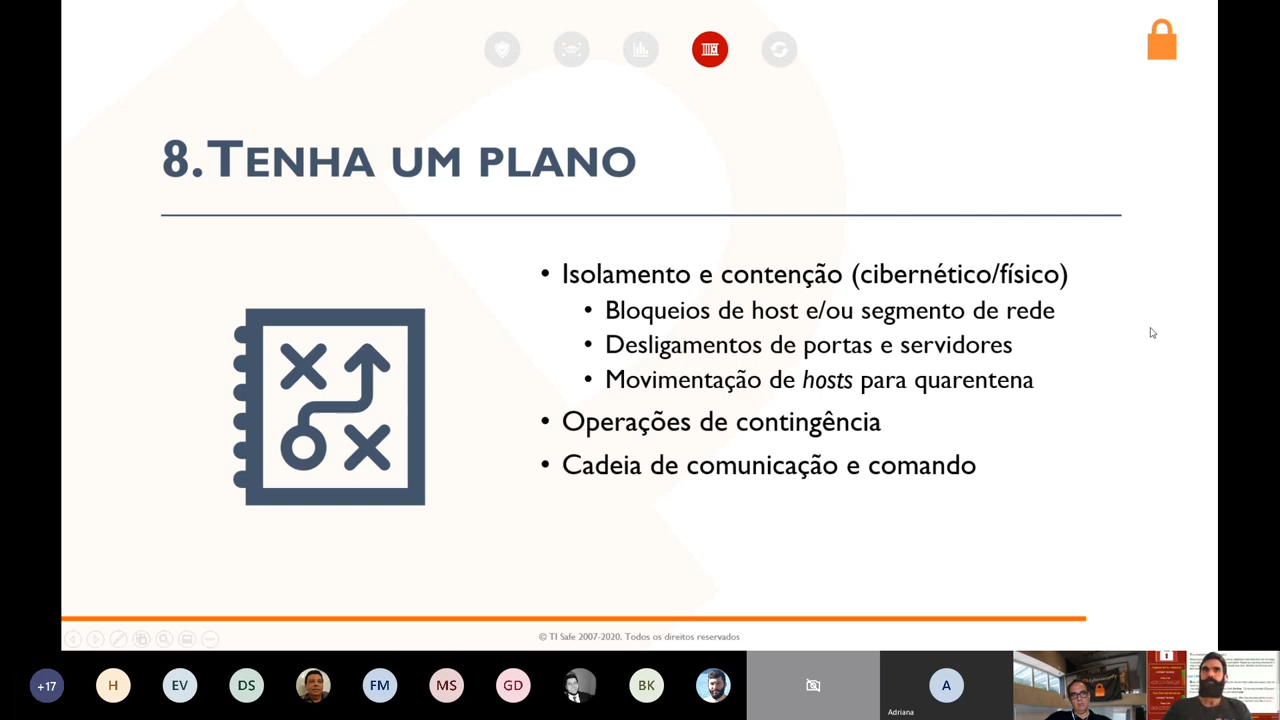 8. TENHA UM PLANO
• Isolamento e contenção (cibernético/físico)
• Bloqueios de host e/ou segmento de rede
• Desligamentos de portas e servidores
• Movimentação de hosts para quarentena
• Operações de contingência
• Cadeia de comunicação e comando
© TI Safe 2007-2020. Todos os direitos reservados
+17
H
EV
DS
FM
MS
GD
BK
A
Adriana